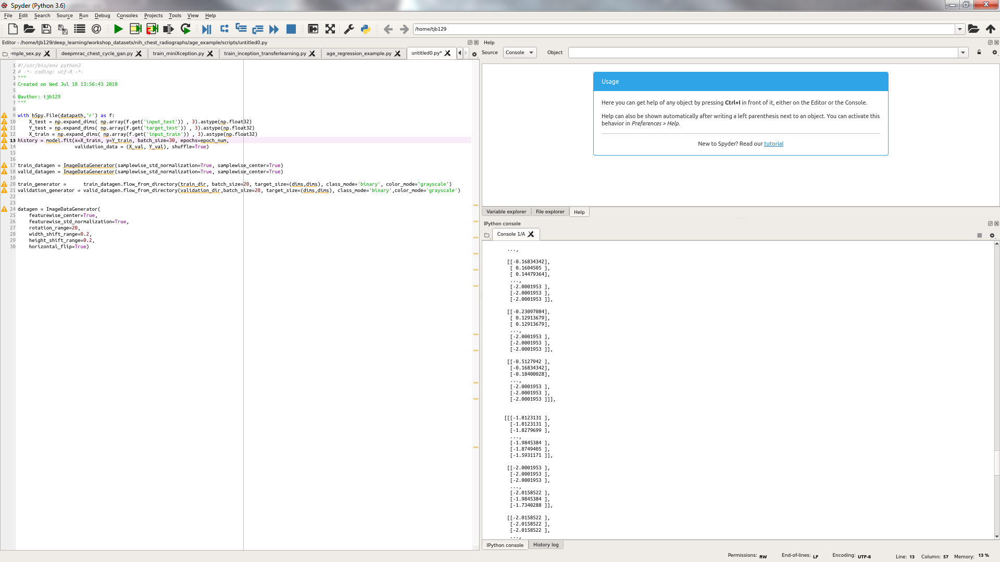 Spyder (Python 3.6)
File Edit Search Source Run Debug Consoles Projects Tools View Help
/home/tjb129
Editor - /home/tjb129/deep_learning/workshop_datasets/nih_chest_radiographs/age_example/scripts/untitled0.py
mple_sex.py deepmrac_chest_cycle_gan.py train_miniXception.py train_inception_transferlearning.py age_regression_example.py untitled0.py*
1 #!/usr/bin/env python3
2 # -*- coding: utf-8 -*-
3 """
4 Created on Wed Jul 18 13:56:43 2018
5
6 @author: tjb129
7 """
8
9 with h5py.File(datapath,'r') as f:
10     X_test = np.expand_dims( np.array(f.get('input_test')) , 3).astype(np.float32)
11     Y_test = np.expand_dims( np.array(f.get('target_test')) , 3).astype(np.float32)
12     X_train = np.expand_dims( np.array(f.get('input_train')) , 3).astype(np.float32)
13 history = model.fit(x=X_train, y=Y_train, batch_size=30, epochs=epoch_num,
14                     validation_data = (X_val, Y_val), shuffle=True)
15
16
17 train_datagen = ImageDataGenerator(samplewise_std_normalization=True, samplewise_center=True)
18 valid_datagen = ImageDataGenerator(samplewise_std_normalization=True, samplewise_center=True)
19
20 train_generator =      train_datagen.flow_from_directory(train_dir, batch_size=20, target_size=(dims,dims), class_mode='binary', color_mode='grayscale')
21 validation_generator = valid_datagen.flow_from_directory(validation_dir,batch_size=20, target_size=(dims,dims), class_mode='binary',color_mode='grayscale')
22
23
24 datagen = ImageDataGenerator(
25     featurewise_center=True,
26     featurewise_std_normalization=True,
27     rotation_range=20,
28     width_shift_range=0.2,
29     height_shift_range=0.2,
30     horizontal_flip=True)
Help
Source Console Object
Usage
Here you can get help of any object by pressing Ctrl+I in front of it, either on the Editor or the Console.
Help can also be shown automatically after writing a left parenthesis next to an object. You can activate this
behavior in Preferences > Help.
New to Spyder? Read our tutorial
Variable explorer File explorer Help
IPython console
Console 1/A
...,
[[-0.16834342],
[ 0.1604505 ],
[ 0.14479364],
...,
[-2.0001953 ],
[-2.0001953 ],
[-2.0001953 ]],
[[-0.23097084],
[ 0.12913679],
[ 0.12913679],
...,
[-2.0001953 ],
[-2.0001953 ],
[-2.0001953 ]],
[[-0.5127942 ],
[-0.16834342],
[-0.18400028],
...,
[-2.0001953 ],
[-2.0001953 ],
[-2.0001953 ]]],
[[[-1.8123131 ],
[-1.8123131 ],
[-1.8279699 ],
...,
[-1.9845384 ],
[-1.8749405 ],
[-1.5931171 ]],
[[-2.0001953 ],
[-2.0001953 ],
[-2.0001953 ],
...,
[-2.0158522 ],
[-1.9845384 ],
[-1.7340288 ]],
[[-2.0158522 ],
[-2.0158522 ],
[-2.0158522 ],
...,
IPython console History log
Permissions: RW End-of-lines: LF Encoding: UTF-8 Line: 13 Column: 57 Memory: 13 %